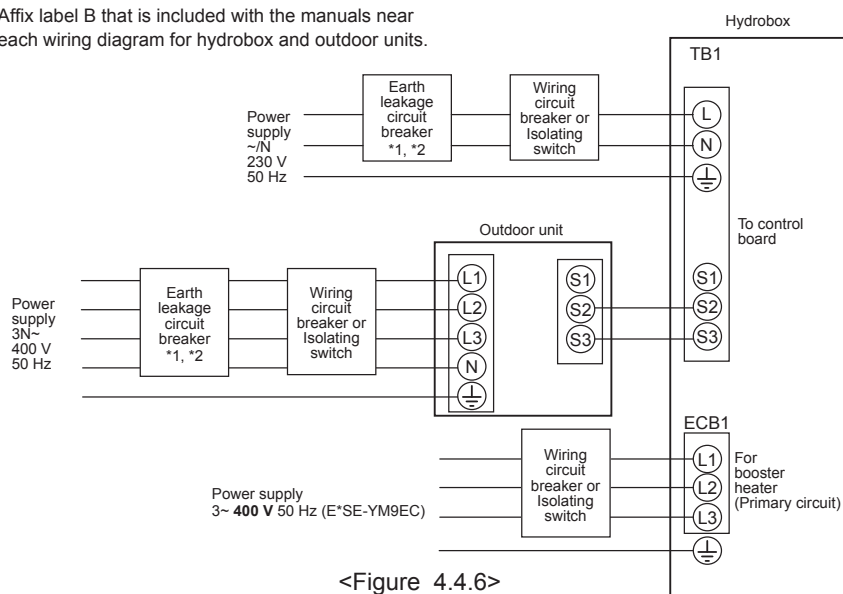 Affix label B that is included with the manuals near
each wiring diagram for hydrobox and outdoor units.
Hydrobox
TB1
Power
supply
~/N
230 V
50 Hz
Earth
leakage
circuit
breaker
*1, *2
Wiring
circuit
breaker or
Isolating
switch
L
N
To control
board
S1
S2
S3
Outdoor unit
Power
supply
3N~
400 V
50 Hz
Earth
leakage
circuit
breaker
*1, *2
Wiring
circuit
breaker or
Isolating
switch
L1
L2
L3
N
S1
S2
S3
ECB1
Power supply
3~ 400 V 50 Hz (E*SE-YM9EC)
Wiring
circuit
breaker or
Isolating
switch
L1
L2
L3
For
booster
heater
(Primary circuit)
<Figure 4.4.6>